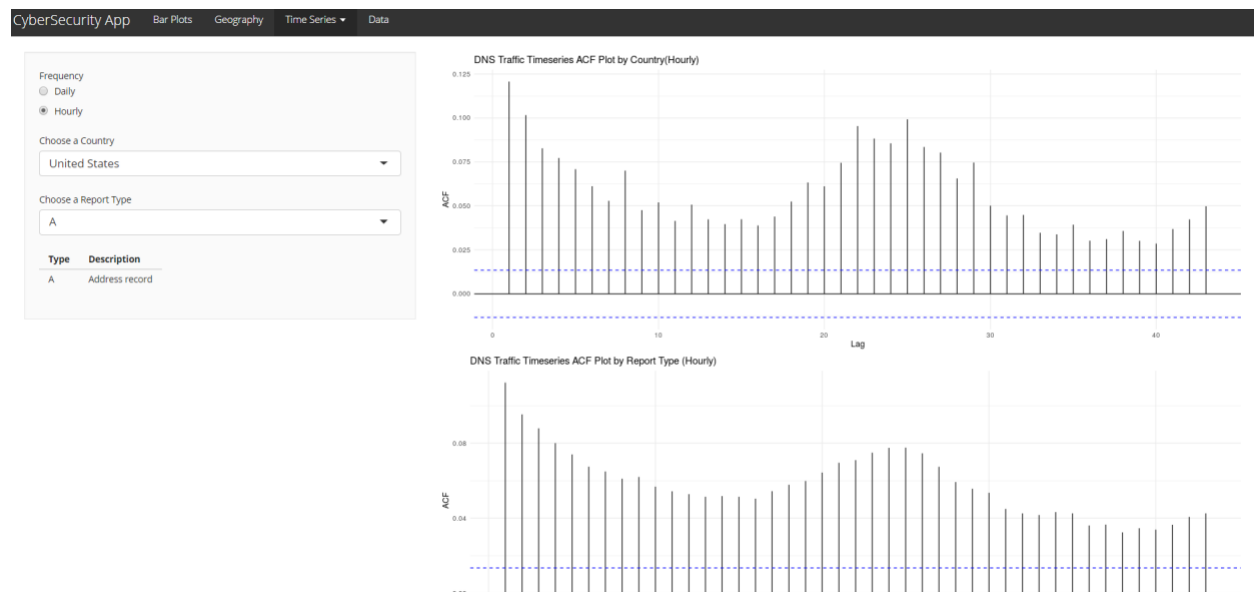 CyberSecurity App Bar Plots Geography Time Series Data
Frequency
Daily
Hourly
Choose a Country
United States
Choose a Report Type
A
Type Description
A Address record
DNS Traffic Timeseries ACF Plot by Country(Hourly)
0.125
0.100
0.075
0.050
0.025
0.000
ACF
0 10 20 30 40
Lag
DNS Traffic Timeseries ACF Plot by Report Type (Hourly)
0.08
0.04
ACF